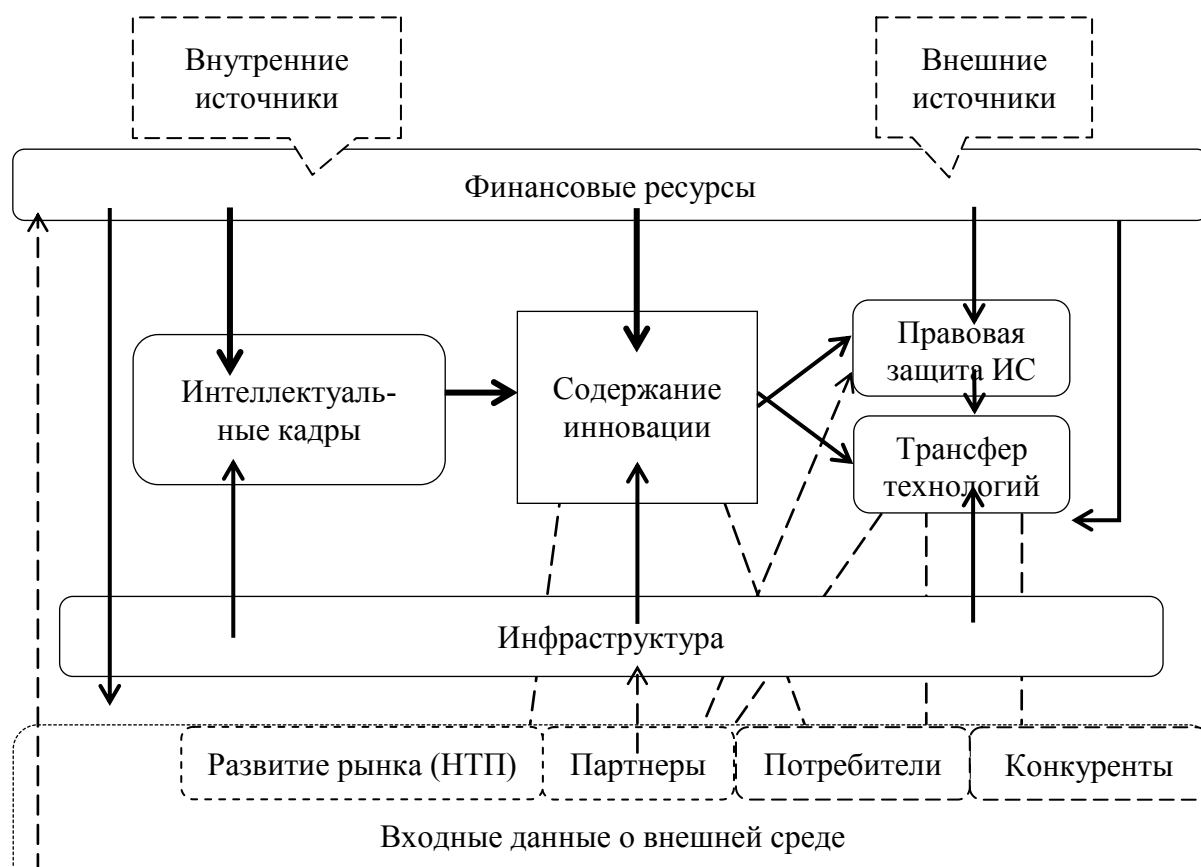 Внутренние
источники
Внешние
источники
Финансовые ресурсы
Интеллектуаль-
ные кадры
Содержание
инновации
Правовая
защита ИС
Трансфер
технологий
Инфраструктура
Развитие рынка (НТП)
Партнеры
Потребители
Конкуренты
Входные данные о внешней среде